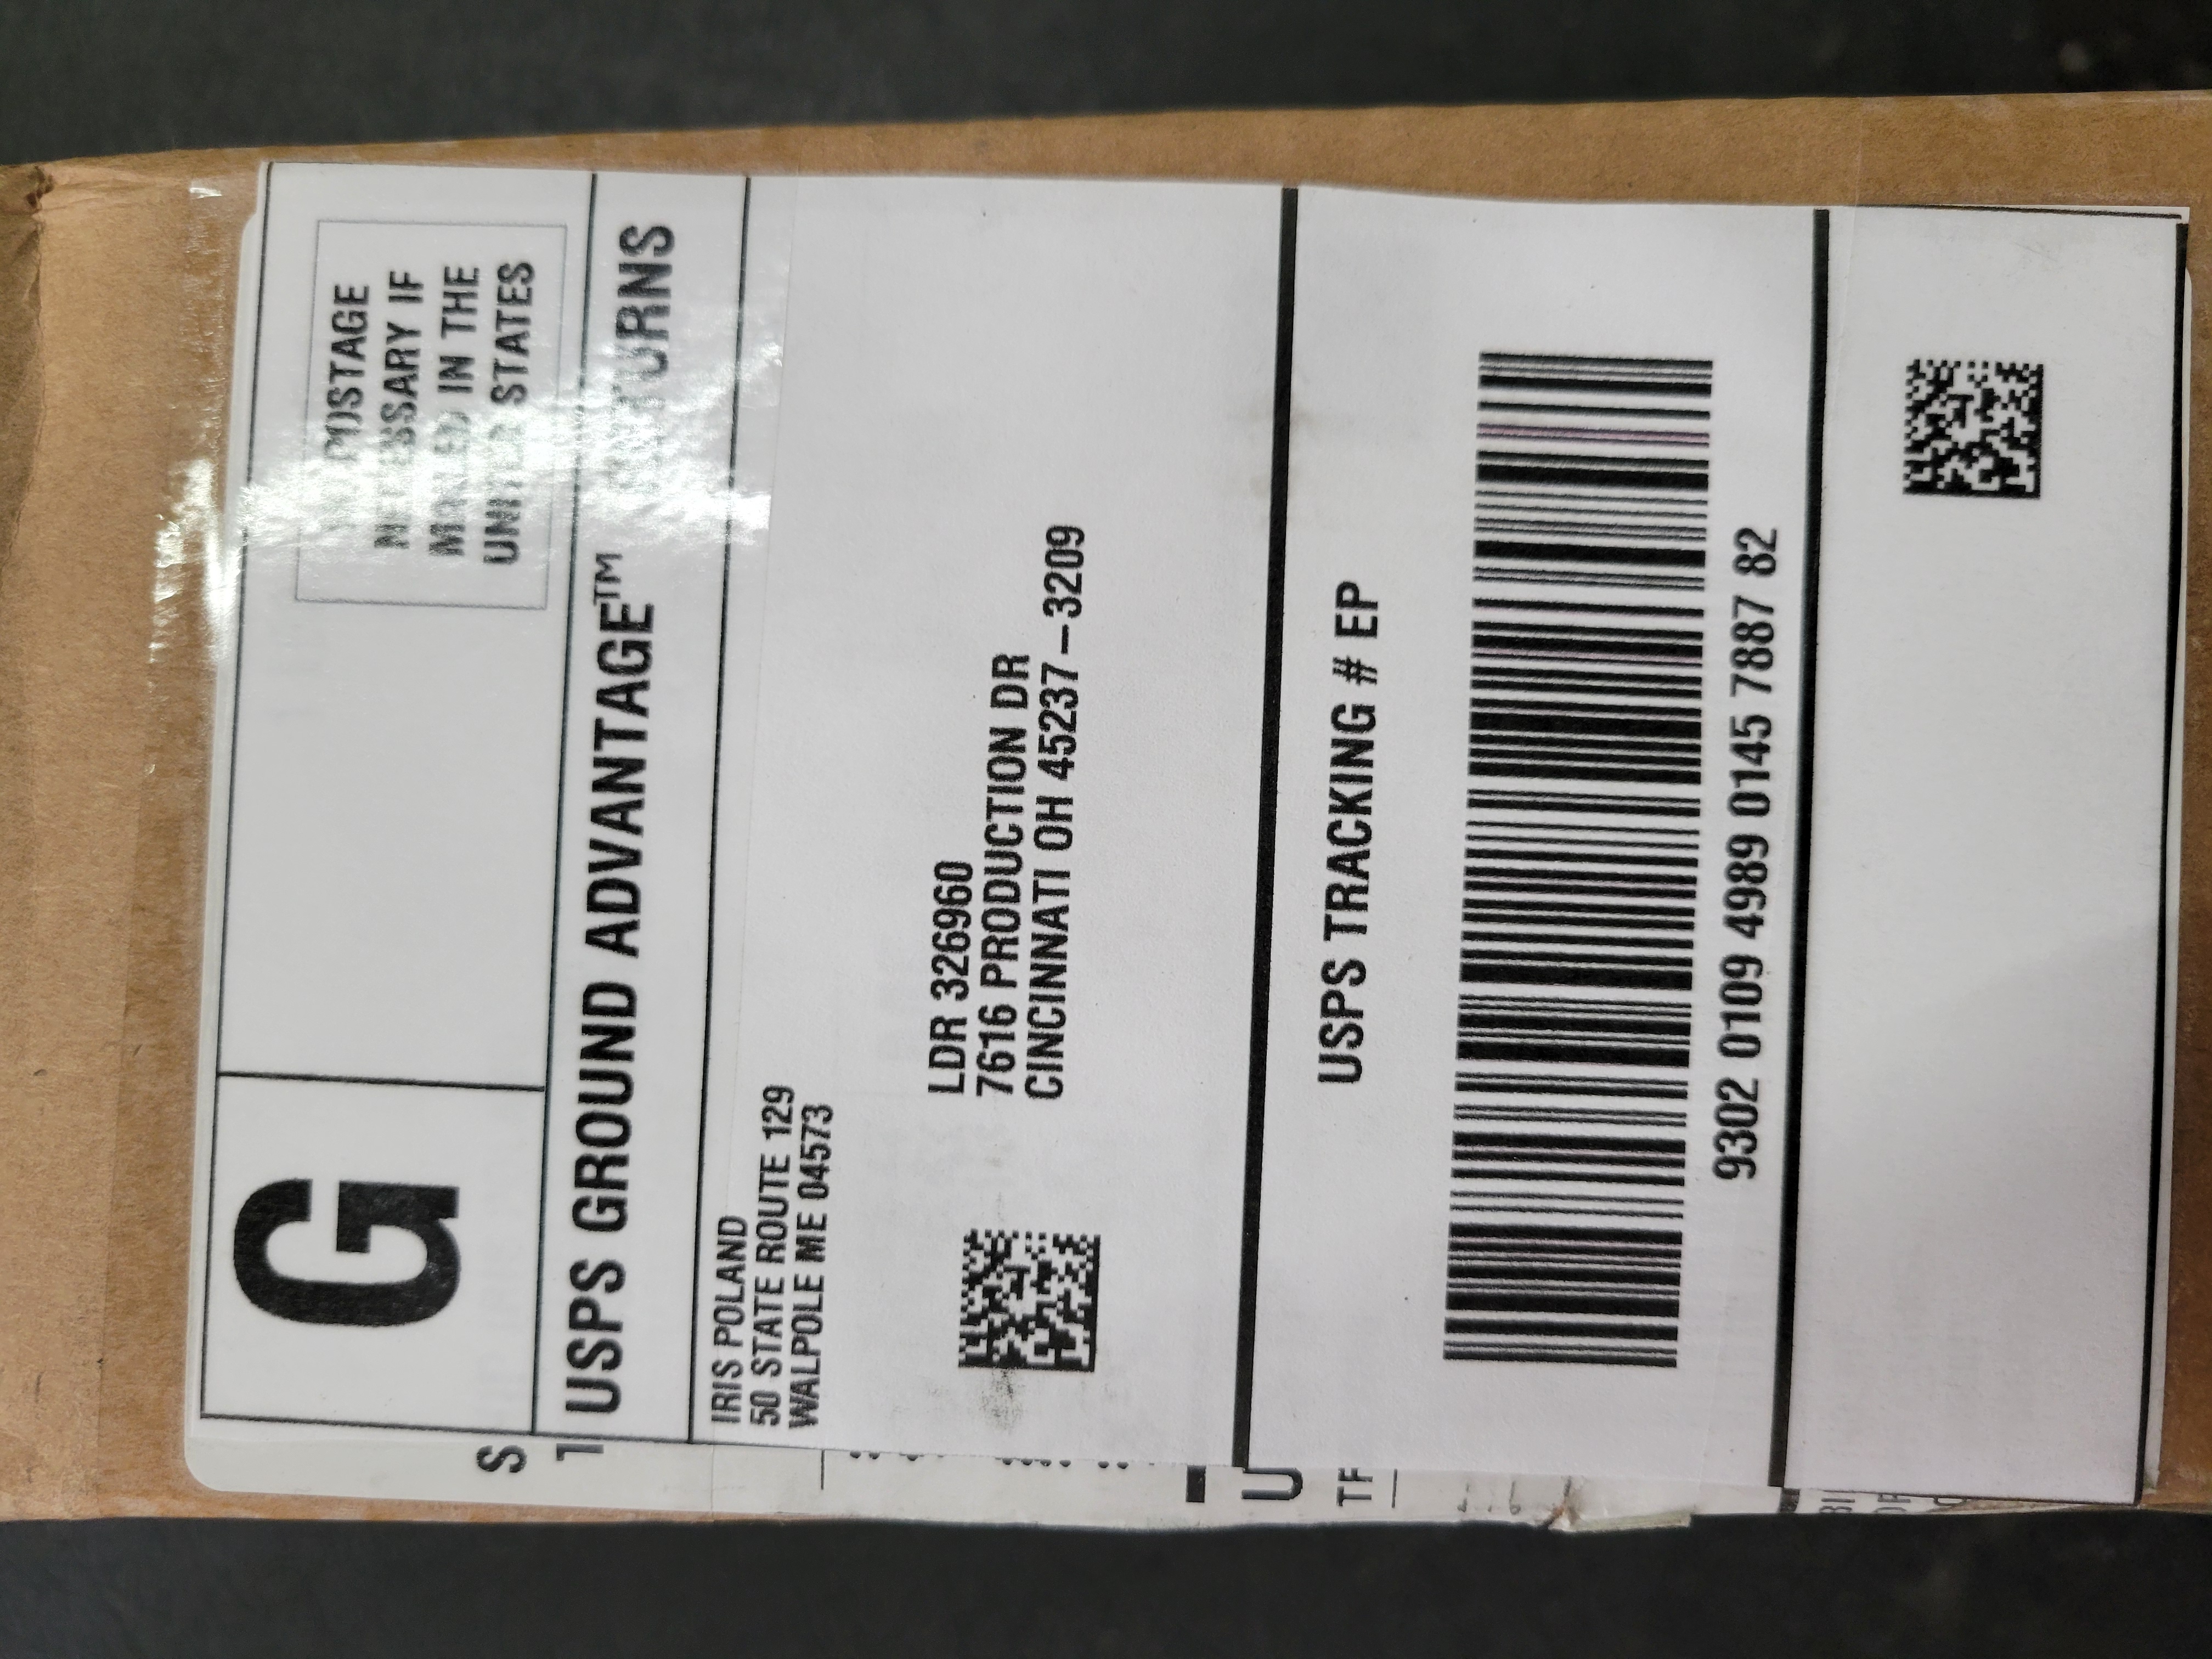 G
POSTAGE
NECESSARY IF
MAILED IN THE
UNITED STATES
USPS GROUND ADVANTAGE™ RETURNS
IRIS POLAND
50 STATE ROUTE 129
WALPOLE ME 04573
LDR 326960
7616 PRODUCTION DR
CINCINNATI OH 45237-3209
USPS TRACKING # EP
9302 0109 4989 0145 7887 82
S
1
U
TF